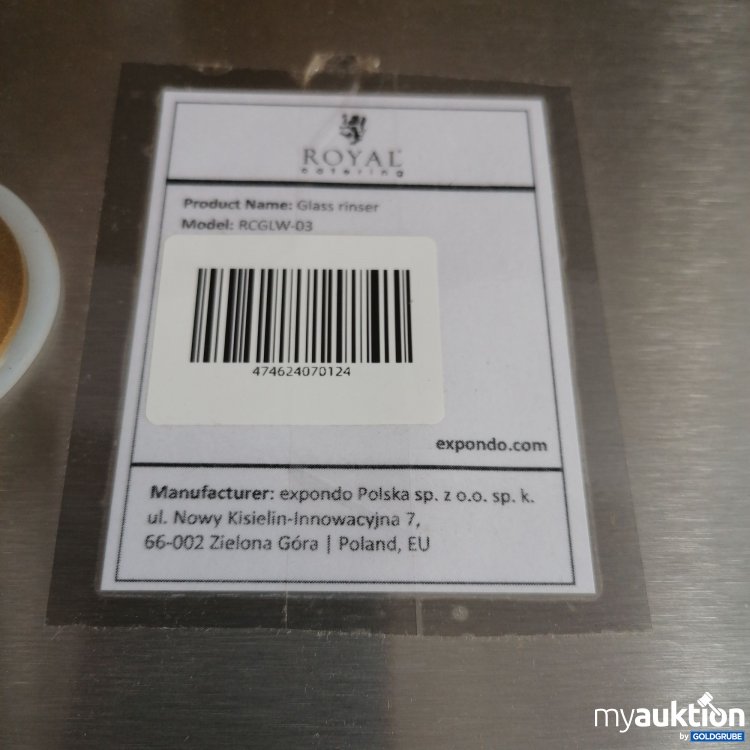 ROYAL
catering
Product Name: Glass rinser
Model: RCGLW-03
474624070124
expondo.com
Manufacturer: expondo Polska sp. z o.o. sp. k.
ul. Nowy Kisielin-Innowacyjna 7,
66-002 Zielona Góra | Poland, EU
myauktion
by GOLDGRUBE